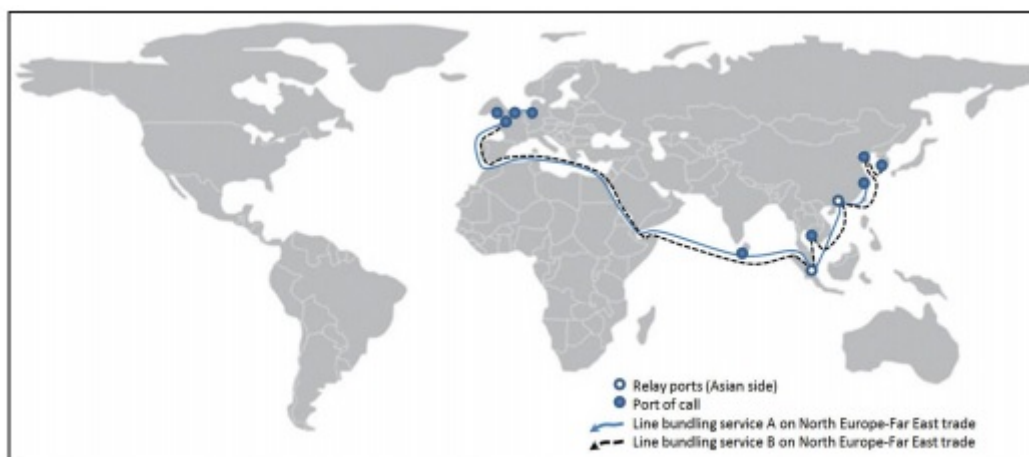 Relay ports (Asian side)
Port of call
Line bundling service A on North Europe-Far East trade
Line bundling service B on North Europe-Far East trade